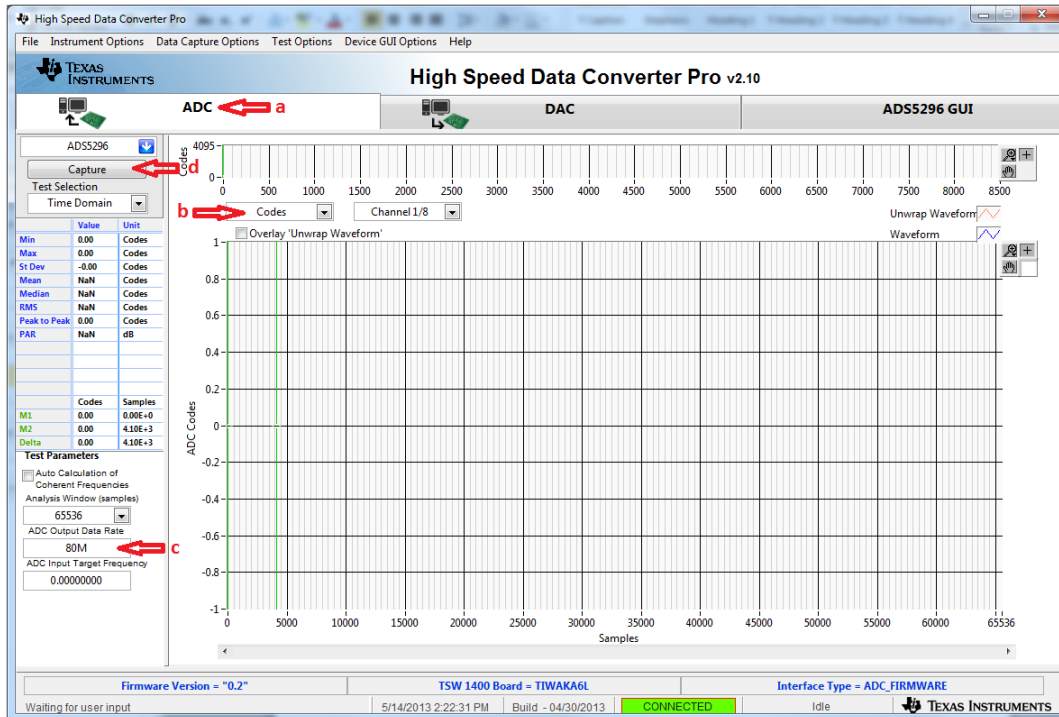 High Speed Data Converter Pro
File Instrument Options Data Capture Options Test Options Device GUI Options Help
TEXAS INSTRUMENTS
High Speed Data Converter Pro v2.10
ADC a
DAC
ADS5296 GUI
ADS5296
Capture d
Test Selection
Time Domain
Value Unit
Min 0.00 Codes
Max 0.00 Codes
St Dev -0.00 Codes
Mean NaN Codes
Median NaN Codes
RMS NaN Codes
Peak to Peak 0.00 Codes
PAR NaN dB
Codes Samples
M1 0.00 0.00E+0
M2 0.00 4.10E+3
Delta 0.00 4.10E+3
Test Parameters
Auto Calculation of
Coherent Frequencies
Analysis Window (samples)
65536
ADC Output Data Rate
80M c
ADC Input Target Frequency
0.00000000
Codes
4095
0
0 500 1000 1500 2000 2500 3000 3500 4000 4500 5000 5500 6000 6500 7000 7500 8000 8500
b Codes Channel 1/8
Unwrap Waveform
Overlay 'Unwrap Waveform'
Waveform
ADC Codes
1
0.8
0.6
0.4
0.2
0
-0.2
-0.4
-0.6
-0.8
-1
0 5000 10000 15000 20000 25000 30000 35000 40000 45000 50000 55000 60000 65536
Samples
Firmware Version = "0.2" TSW 1400 Board = TIWAKA6L Interface Type = ADC_FIRMWARE
Waiting for user input 5/14/2013 2:22:31 PM Build - 04/30/2013 CONNECTED Idle TEXAS INSTRUMENTS